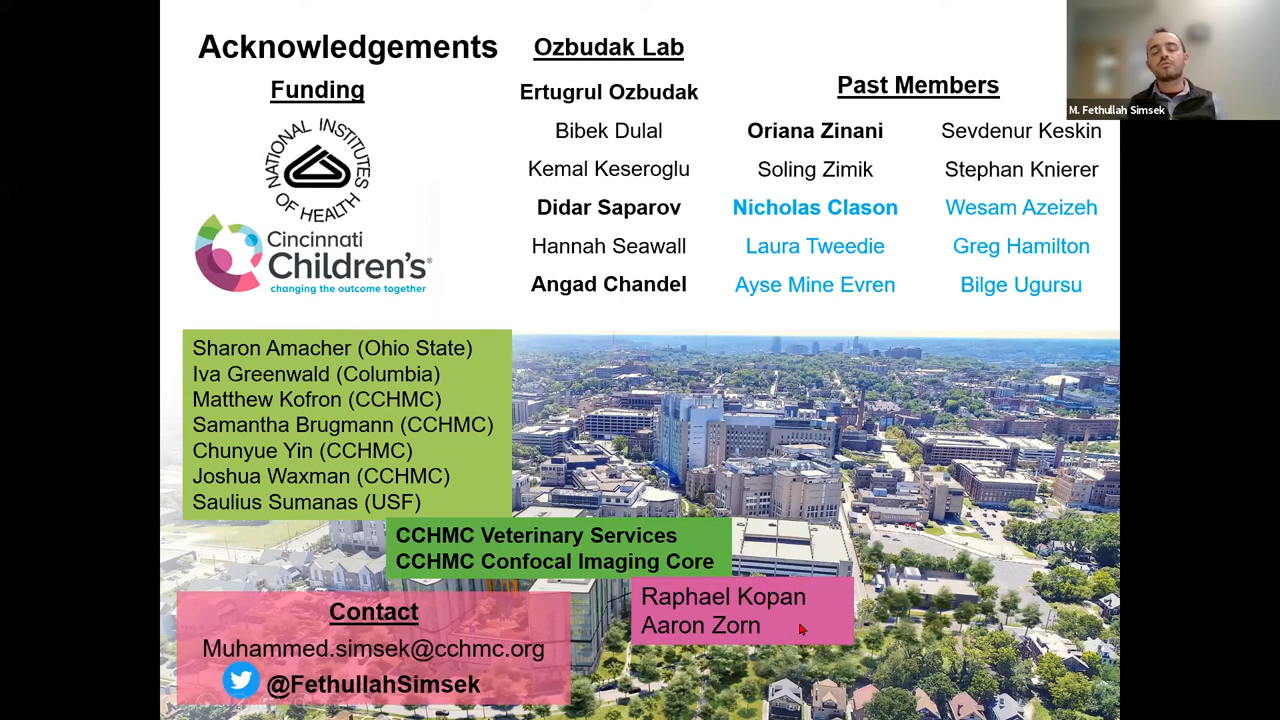 Acknowledgements
Funding
NATIONAL INSTITUTES OF HEALTH
Cincinnati
Children's®
changing the outcome together
Ozbudak Lab
Ertugrul Ozbudak
Bibek Dulal
Kemal Keseroglu
Didar Saparov
Hannah Seawall
Angad Chandel
Past Members
Oriana Zinani
Soling Zimik
Nicholas Clason
Laura Tweedie
Ayse Mine Evren
Sevdenur Keskin
Stephan Knierer
Wesam Azeizeh
Greg Hamilton
Bilge Ugursu
M. Fethullah Simsek
Sharon Amacher (Ohio State)
Iva Greenwald (Columbia)
Matthew Kofron (CCHMC)
Samantha Brugmann (CCHMC)
Chunyue Yin (CCHMC)
Joshua Waxman (CCHMC)
Saulius Sumanas (USF)
CCHMC Veterinary Services
CCHMC Confocal Imaging Core
Raphael Kopan
Aaron Zorn
Contact
Muhammed.simsek@cchmc.org
@FethullahSimsek